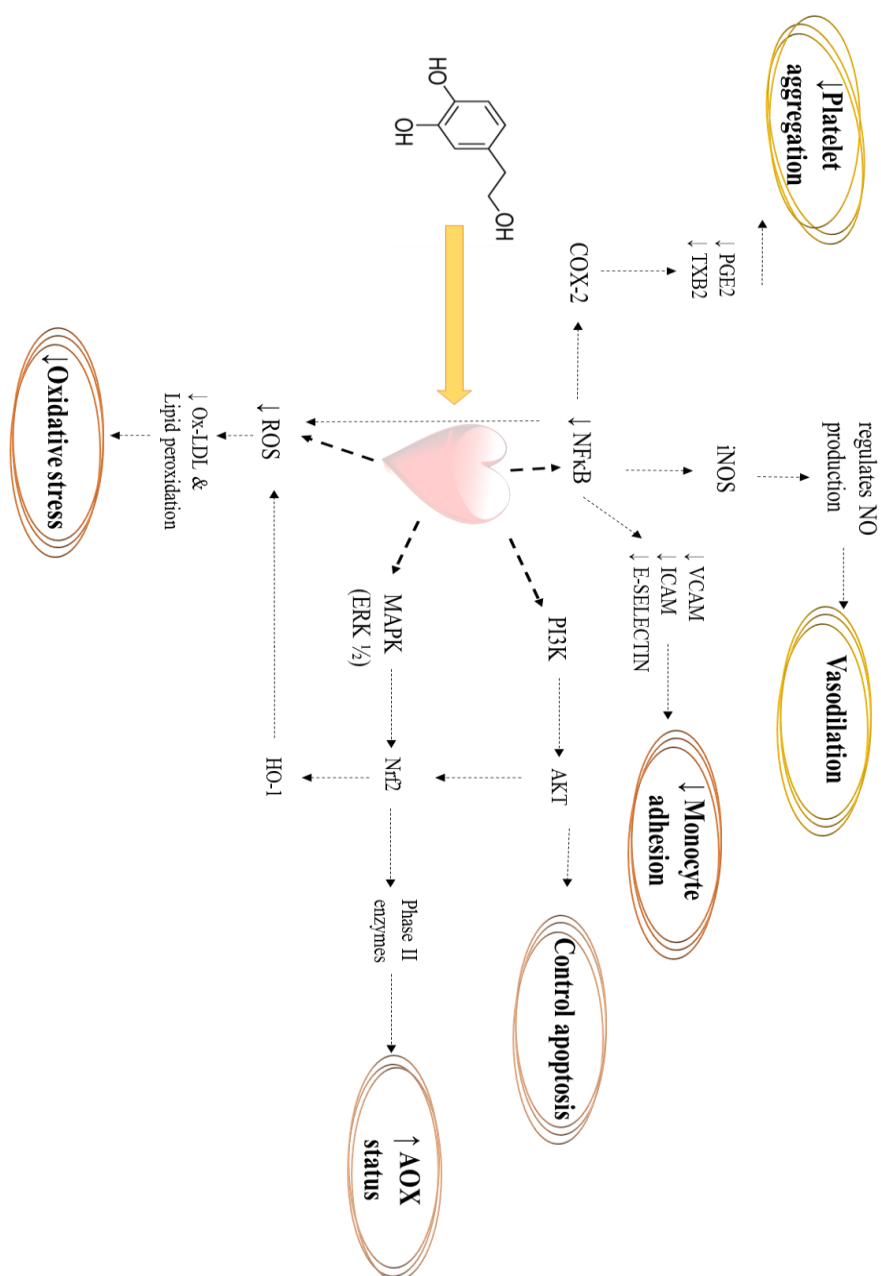 ↓Platelet
aggregation
↓ PGE2
↓ TXB2
COX-2
HO
OH
OH
regulates NO
production
Vasodilation
iNOS
↓ NFκB
↓ VCAM
↓ ICAM
↓ E-SELECTIN
↓ Monocyte
adhesion
PI3K
AKT
Control apoptosis
MAPK
(ERK ½)
Nrf2
Phase II
enzymes
↑ AOX
status
HO-1
↓ ROS
↓ Ox-LDL &
Lipid peroxidation
↓Oxidative stress